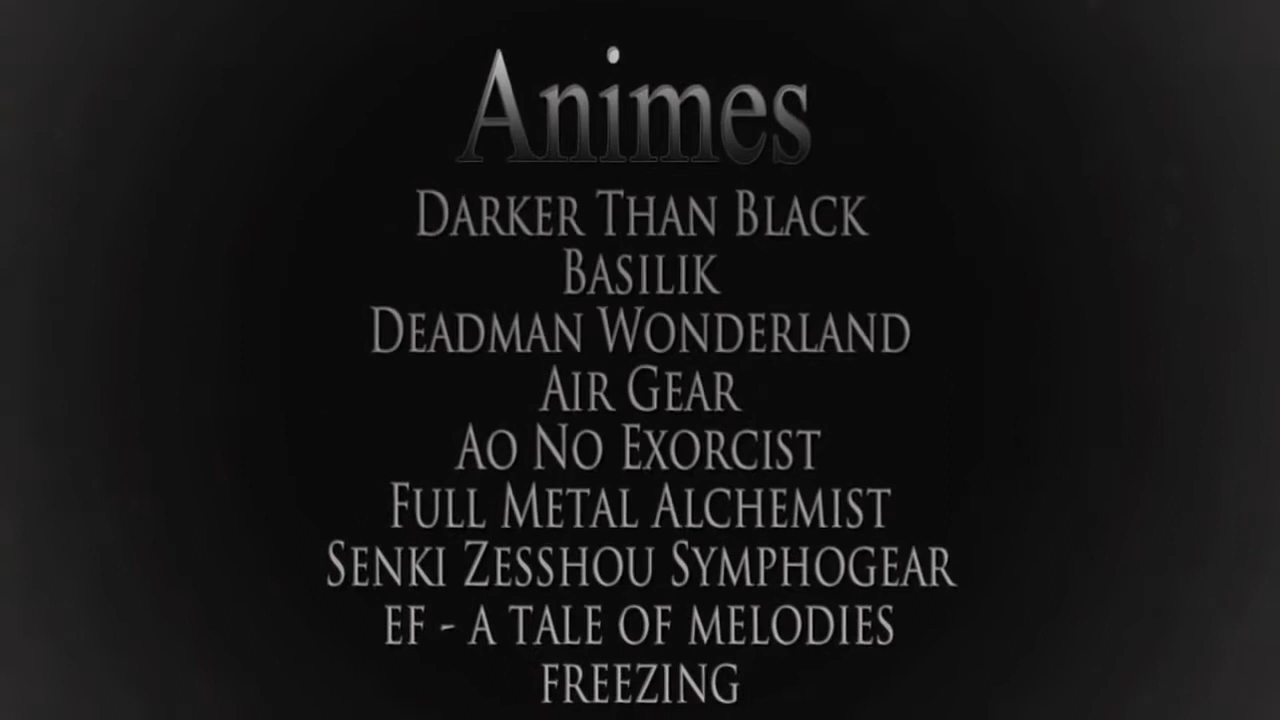 Animes
DARKER THAN BLACK
BASILIK
DEADMAN WONDERLAND
AIR GEAR
AO NO EXORCIST
FULL METAL ALCHEMIST
SENKI ZESSHOU SYMPHOGEAR
EF - A TALE OF MELODIES
FREEZING